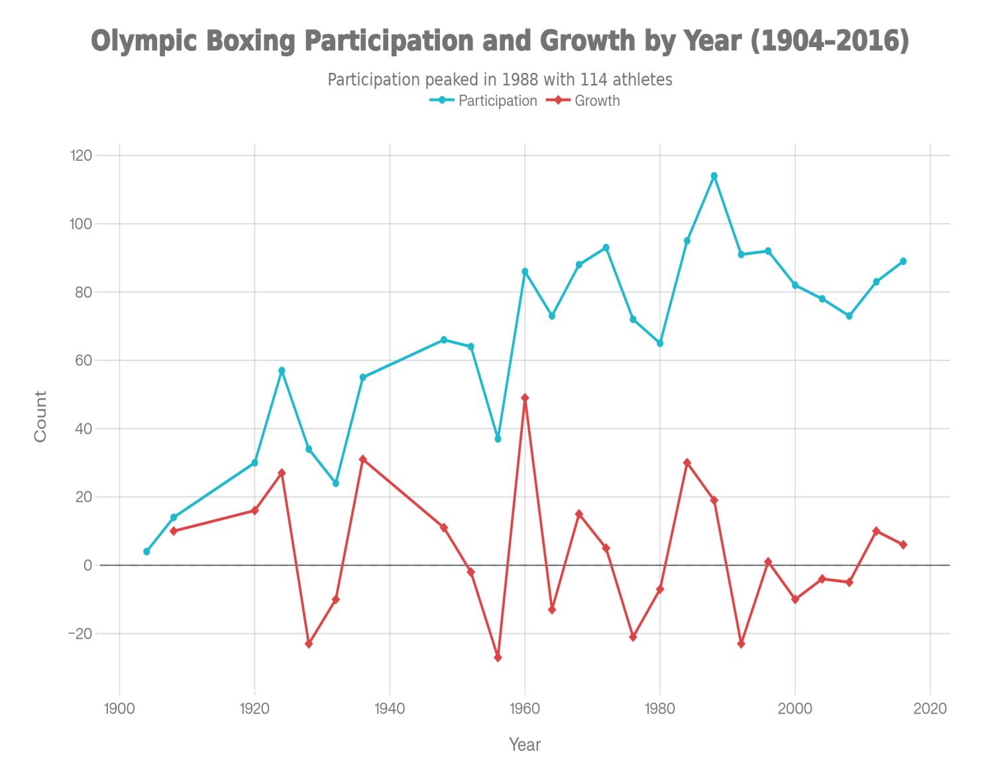 Olympic Boxing Participation and Growth by Year (1904–2016)
Participation peaked in 1988 with 114 athletes
Participation Growth
120
100
80
60
40
20
0
−20
Count
1900 1920 1940 1960 1980 2000 2020
Year